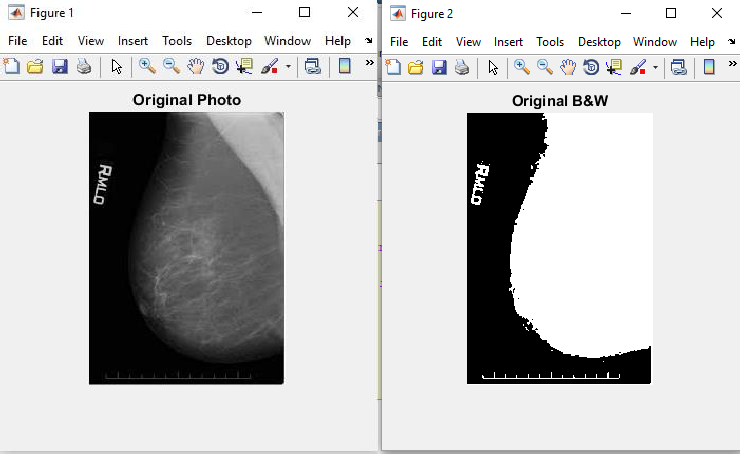 Figure 1
File Edit View Insert Tools Desktop Window Help
Original Photo
RMLO
Figure 2
File Edit View Insert Tools Desktop Window Help
Original B&W
RMLO